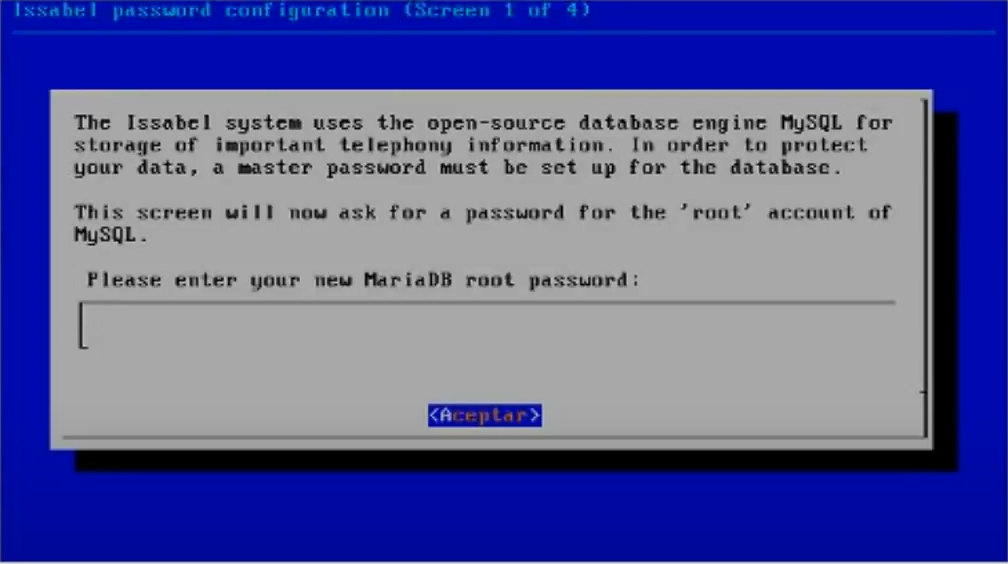 Issabel password configuration (Screen 1 of 4)
The Issabel system uses the open-source database engine MySQL for
storage of important telephony information. In order to protect
your data, a master password must be set up for the database.
This screen will now ask for a password for the 'root' account of
MySQL.
Please enter your new MariaDB root password:
<Aceptar>